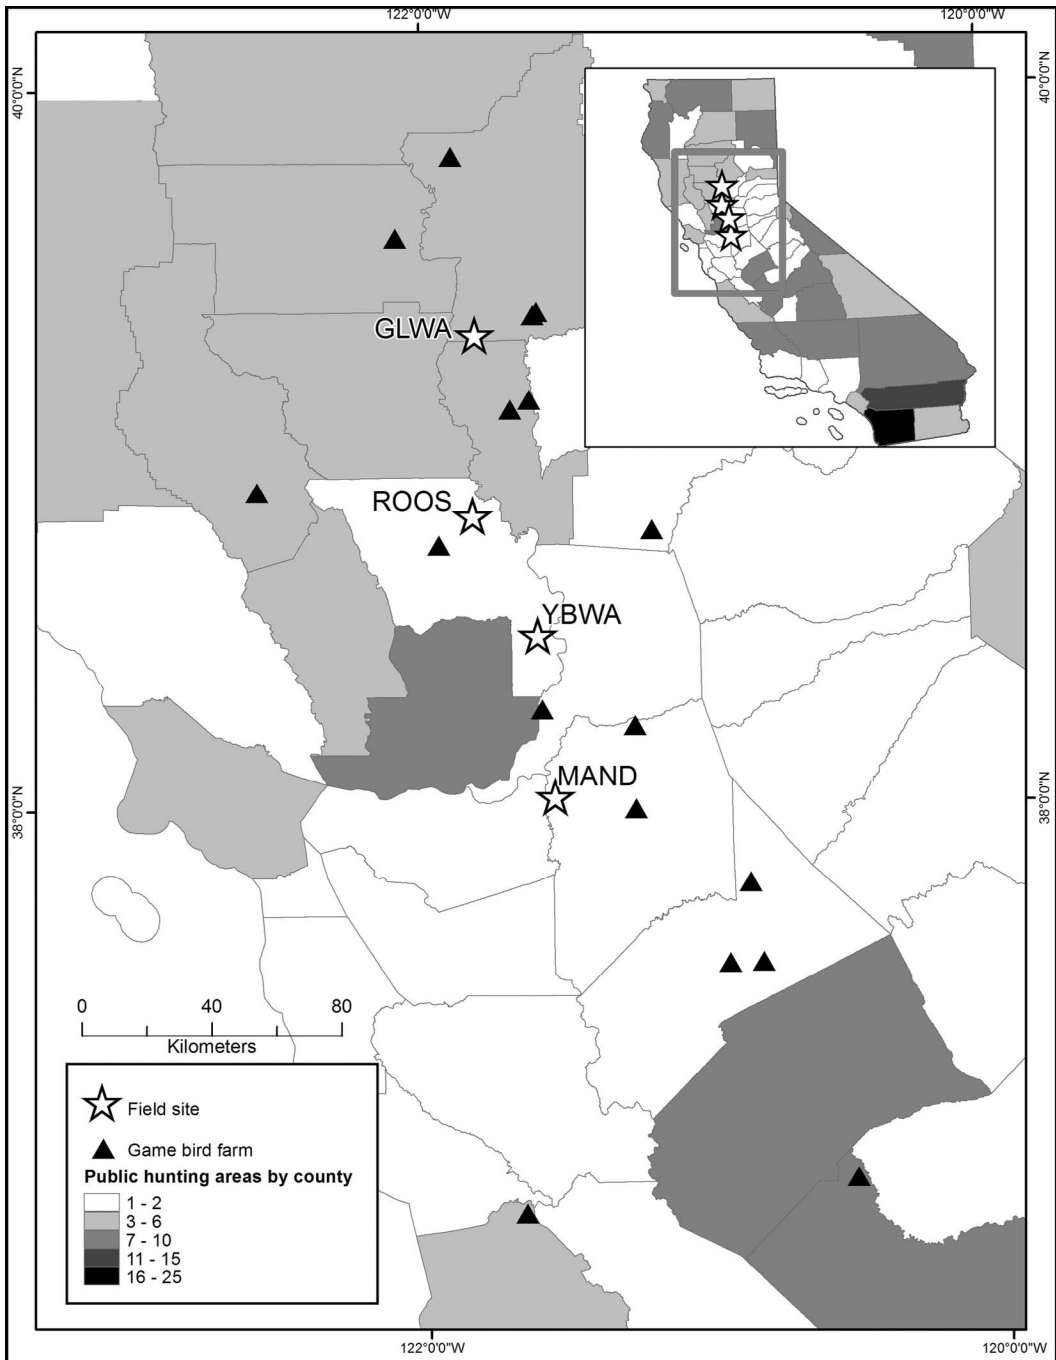 122°0'0"W
120°0'0"W
40°0'0"N
40°0'0"N
GLWA
ROOS
YBWA
MAND
38°0'0"N
38°0'0"N
0 40 80
Kilometers
Field site
Game bird farm
Public hunting areas by county
1 - 2
3 - 6
7 - 10
11 - 15
16 - 25
122°0'0"W
120°0'0"W